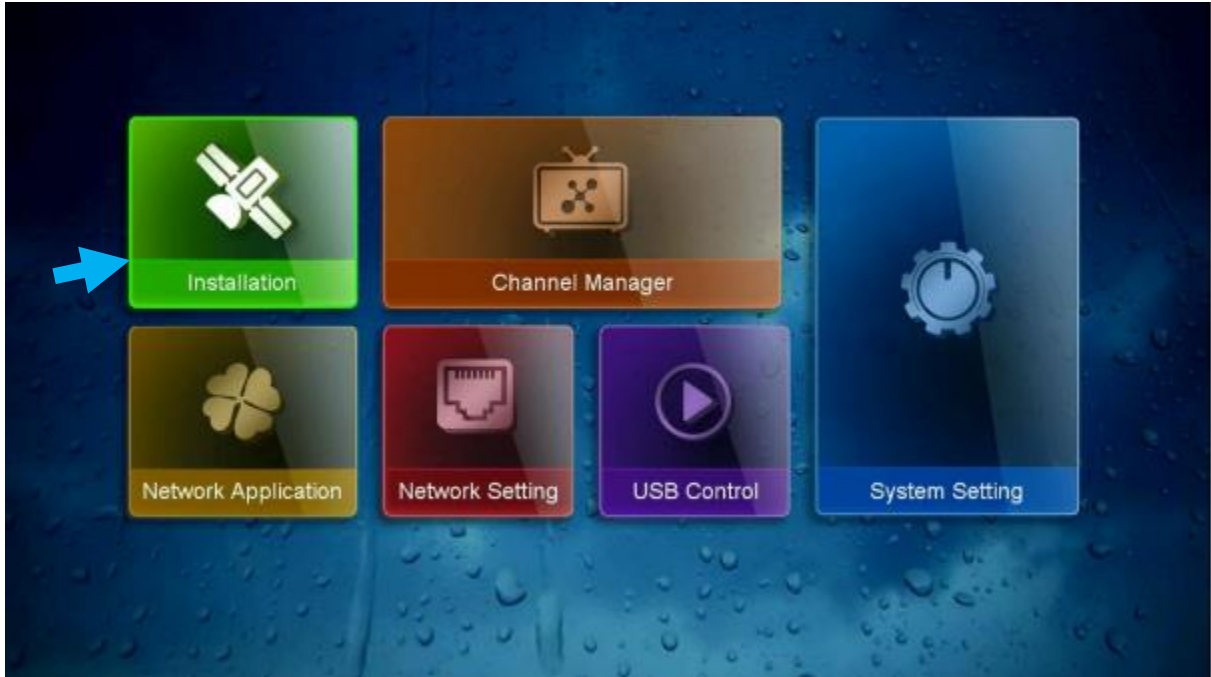 Installation
Channel Manager
Network Application
Network Setting
USB Control
System Setting